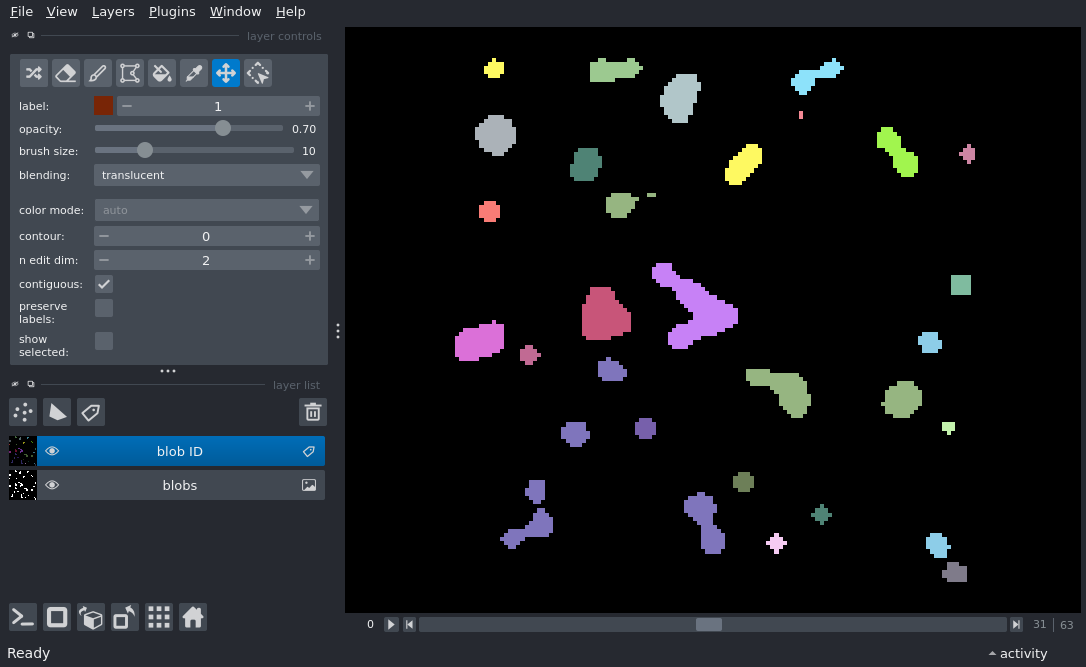 File View Layers Plugins Window Help
layer controls
label: 1
opacity: 0.70
brush size: 10
blending: translucent
color mode: auto
contour: 0
n edit dim: 2
contiguous:
preserve
labels:
show
selected:
layer list
blob ID
blobs
0 31 | 63
Ready activity